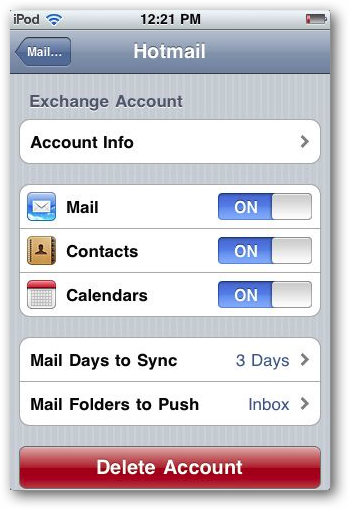 iPod 12:21 PM
Mail... Hotmail
Exchange Account
Account Info
Mail ON
Contacts ON
Calendars ON
Mail Days to Sync 3 Days
Mail Folders to Push Inbox
Delete Account